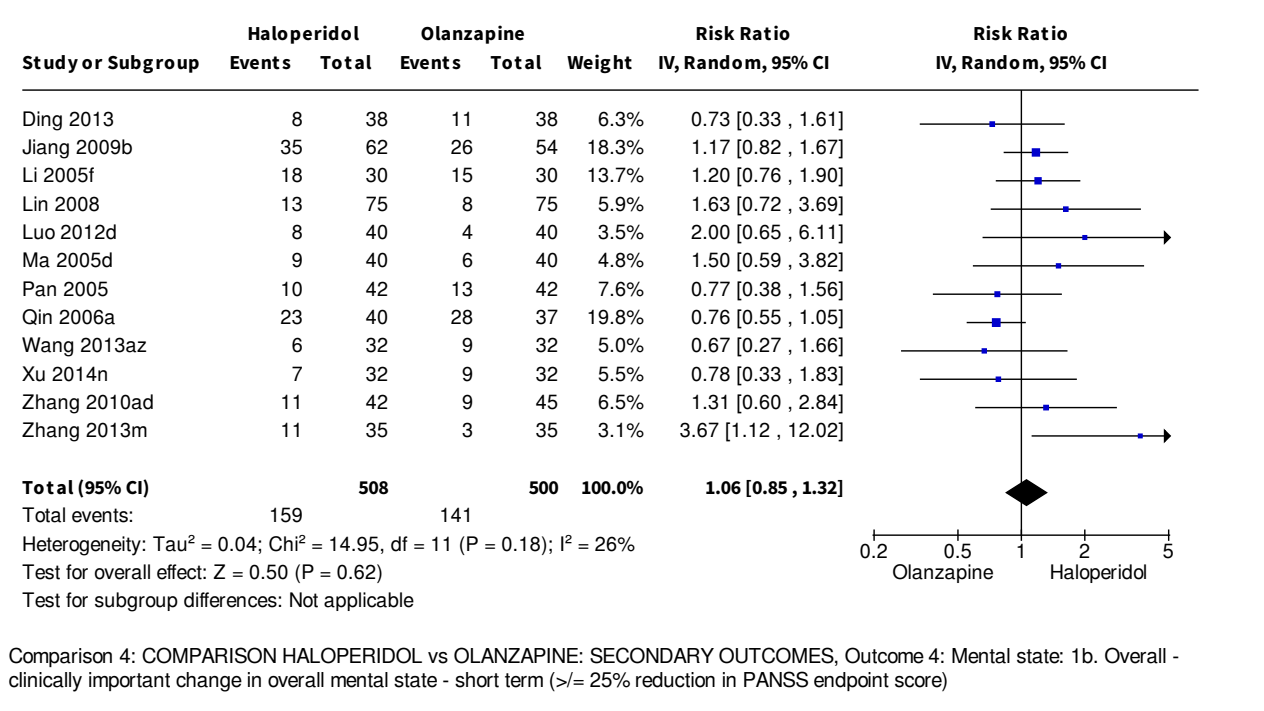 Haloperidol Olanzapine Risk Ratio Risk Ratio
Study or Subgroup Events Total Events Total Weight IV, Random, 95% CI IV, Random, 95% CI
Ding 2013 8 38 11 38 6.3% 0.73 [0.33 , 1.61]
Jiang 2009b 35 62 26 54 18.3% 1.17 [0.82 , 1.67]
Li 2005f 18 30 15 30 13.7% 1.20 [0.76 , 1.90]
Lin 2008 13 75 8 75 5.9% 1.63 [0.72 , 3.69]
Luo 2012d 8 40 4 40 3.5% 2.00 [0.65 , 6.11]
Ma 2005d 9 40 6 40 4.8% 1.50 [0.59 , 3.82]
Pan 2005 10 42 13 42 7.6% 0.77 [0.38 , 1.56]
Qin 2006a 23 40 28 37 19.8% 0.76 [0.55 , 1.05]
Wang 2013az 6 32 9 32 5.0% 0.67 [0.27 , 1.66]
Xu 2014n 7 32 9 32 5.5% 0.78 [0.33 , 1.83]
Zhang 2010ad 11 42 9 45 6.5% 1.31 [0.60 , 2.84]
Zhang 2013m 11 35 3 35 3.1% 3.67 [1.12 , 12.02]
Total (95% CI) 508 500 100.0% 1.06 [0.85 , 1.32]
Total events: 159 141
Heterogeneity: Tau² = 0.04; Chi² = 14.95, df = 11 (P = 0.18); I² = 26%
Test for overall effect: Z = 0.50 (P = 0.62)
Test for subgroup differences: Not applicable
0.2 0.5 1 2 5
Olanzapine Haloperidol
Comparison 4: COMPARISON HALOPERIDOL vs OLANZAPINE: SECONDARY OUTCOMES, Outcome 4: Mental state: 1b. Overall -
clinically important change in overall mental state - short term (>/= 25% reduction in PANSS endpoint score)